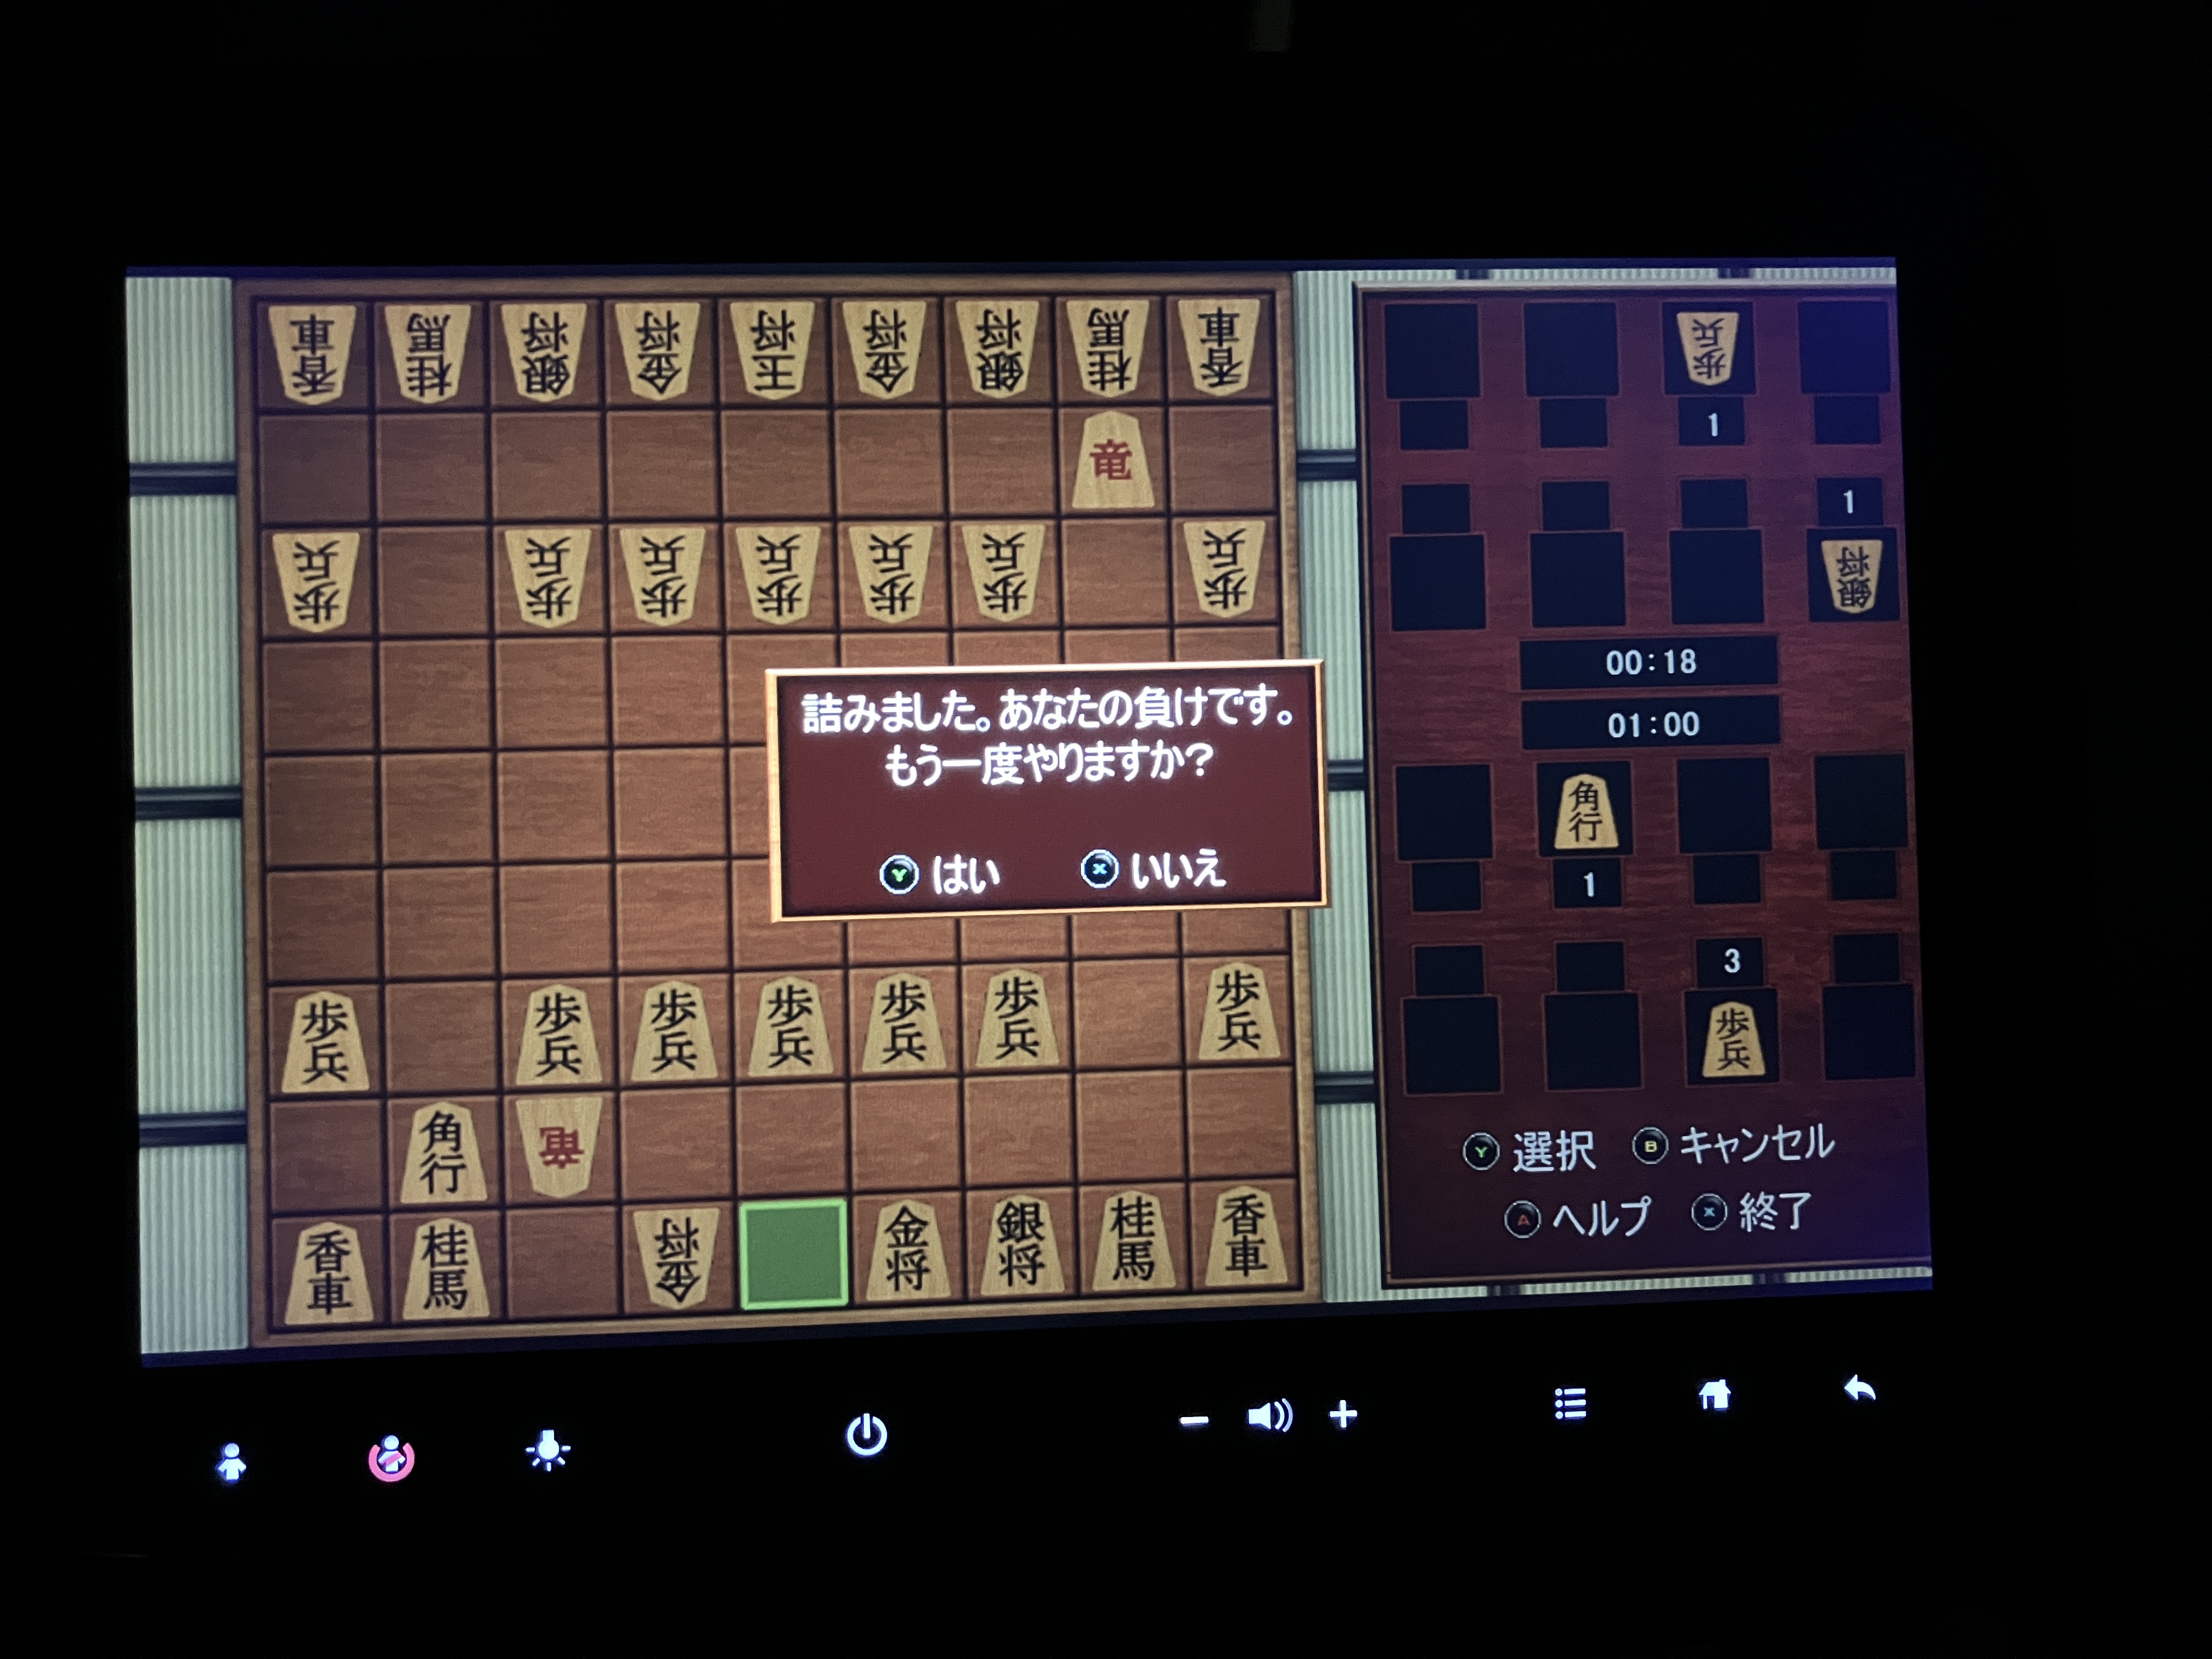 香車 桂馬 銀将 金将 王将 金将 銀将 桂馬 香車
竜
歩兵 歩兵 歩兵 歩兵 歩兵 歩兵 歩兵
歩兵
1
1
銀将
00:18
01:00
詰みました。あなたの負けです。
もう一度やりますか?
Y はい X いいえ
角行
1
歩兵 歩兵 歩兵 歩兵 歩兵 歩兵 歩兵
3
歩兵
角行 竜
香車 桂馬 金将 金将 銀将 桂馬 香車
Y 選択 B キャンセル
A ヘルプ X 終了